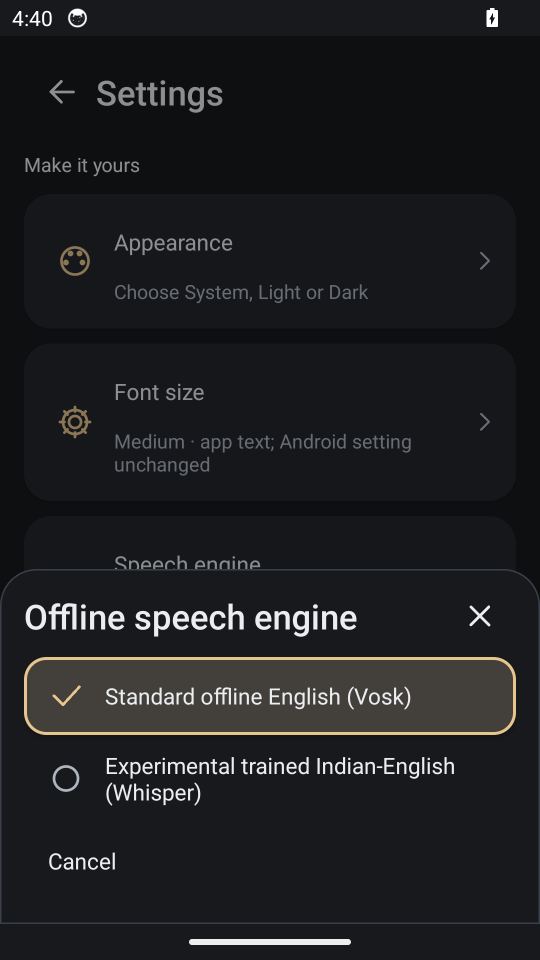 4:40
Settings
Make it yours
Appearance
Choose System, Light or Dark
Font size
Medium · app text; Android setting
unchanged
Speech engine
Offline speech engine
Standard offline English (Vosk)
Experimental trained Indian-English
(Whisper)
Cancel